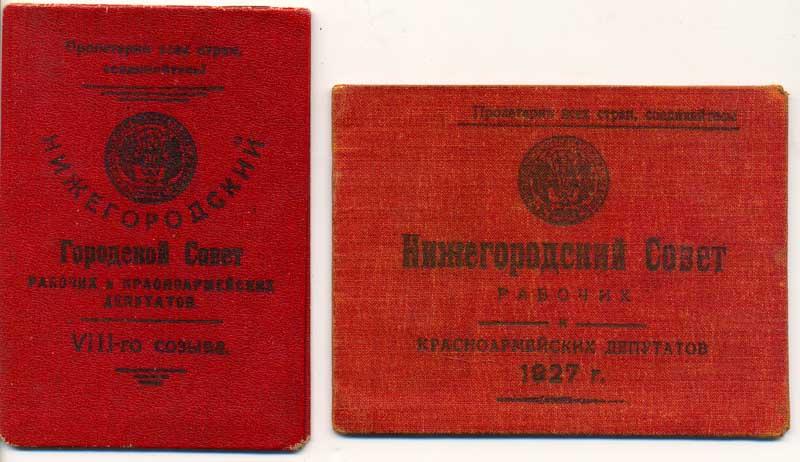 Пролетарии всех стран,
соединяйтесь!
НИЖЕГОРОДСКИЙ
Городской Совет
РАБОЧИХ и КРАСНОАРМЕЙСКИХ
ДЕПУТАТОВ
VIII-го созыва.
Пролетарии всех стран, соединяйтесь
Нижегородский Совет
РАБОЧИХ
и
КРАСНОАРМЕЙСКИХ ДЕПУТАТОВ
1927 г.